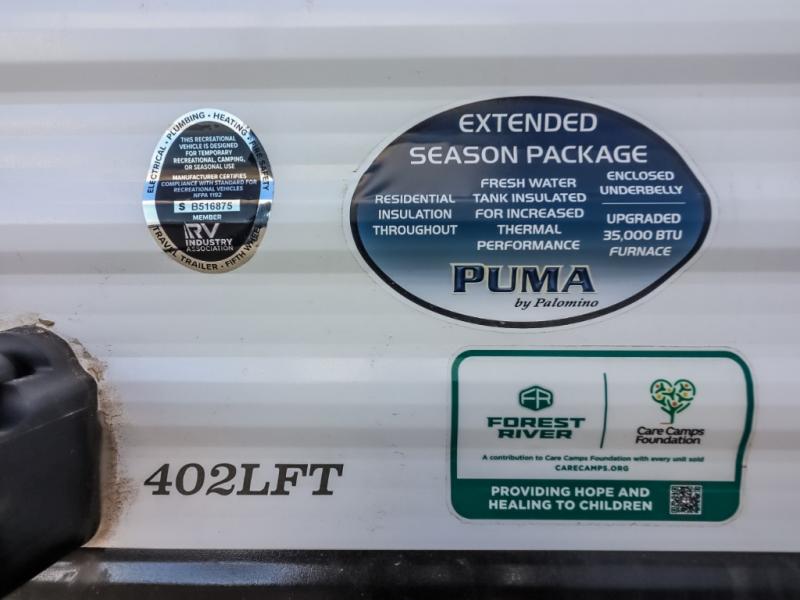 ELECTRICAL • PLUMBING • HEATING • FIRE SAFETY
THIS RECREATIONAL
VEHICLE IS DESIGNED
FOR TEMPORARY
RECREATIONAL, CAMPING,
OR SEASONAL USE
MANUFACTURER CERTIFIES
COMPLIANCE WITH STANDARD FOR
RECREATIONAL VEHICLES
NFPA 1192
S B516875
MEMBER
RV
INDUSTRY
ASSOCIATION
TRAVEL TRAILER • FIFTH WHEEL
EXTENDED
SEASON PACKAGE
RESIDENTIAL
INSULATION
THROUGHOUT
FRESH WATER
TANK INSULATED
FOR INCREASED
THERMAL
PERFORMANCE
ENCLOSED
UNDERBELLY
UPGRADED
35,000 BTU
FURNACE
PUMA
by Palomino
FR
FOREST
RIVER
Care Camps
Foundation
A contribution to Care Camps Foundation with every unit sold
CARECAMPS.ORG
PROVIDING HOPE AND
HEALING TO CHILDREN
402LFT